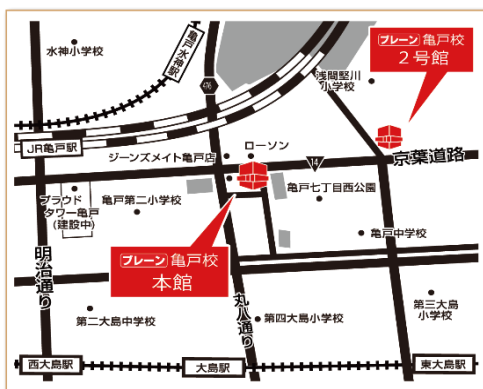 水神小学校
亀戸水神駅
476
浅間竪川
小学校
ブレーン 亀戸校
2号館
JR亀戸駅
ジーンズメイト亀戸店
ローソン
14
京葉道路
プラウド
タワー亀戸
(建設中)
亀戸第二小学校
亀戸七丁目西公園
亀戸中学校
ブレーン 亀戸校
本館
明治通り
丸八通り
第二大島中学校
第四大島小学校
第三大島
小学校
西大島駅
大島駅
東大島駅